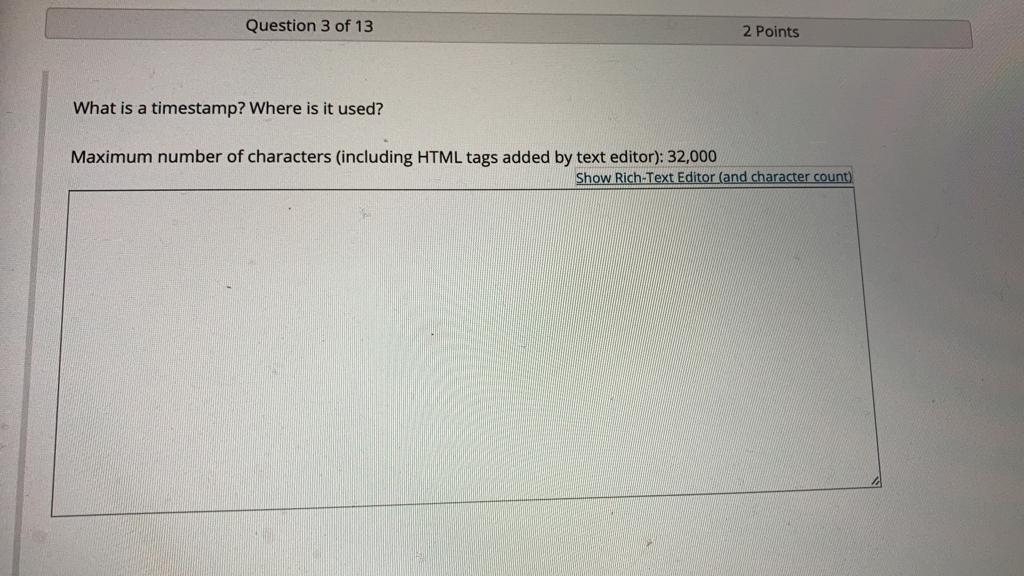 Question 3 of 13
2 Points
What is a timestamp? Where is it used?
Maximum number of characters (including HTML tags added by text editor): 32,000
Show Rich-Text Editor (and character count)